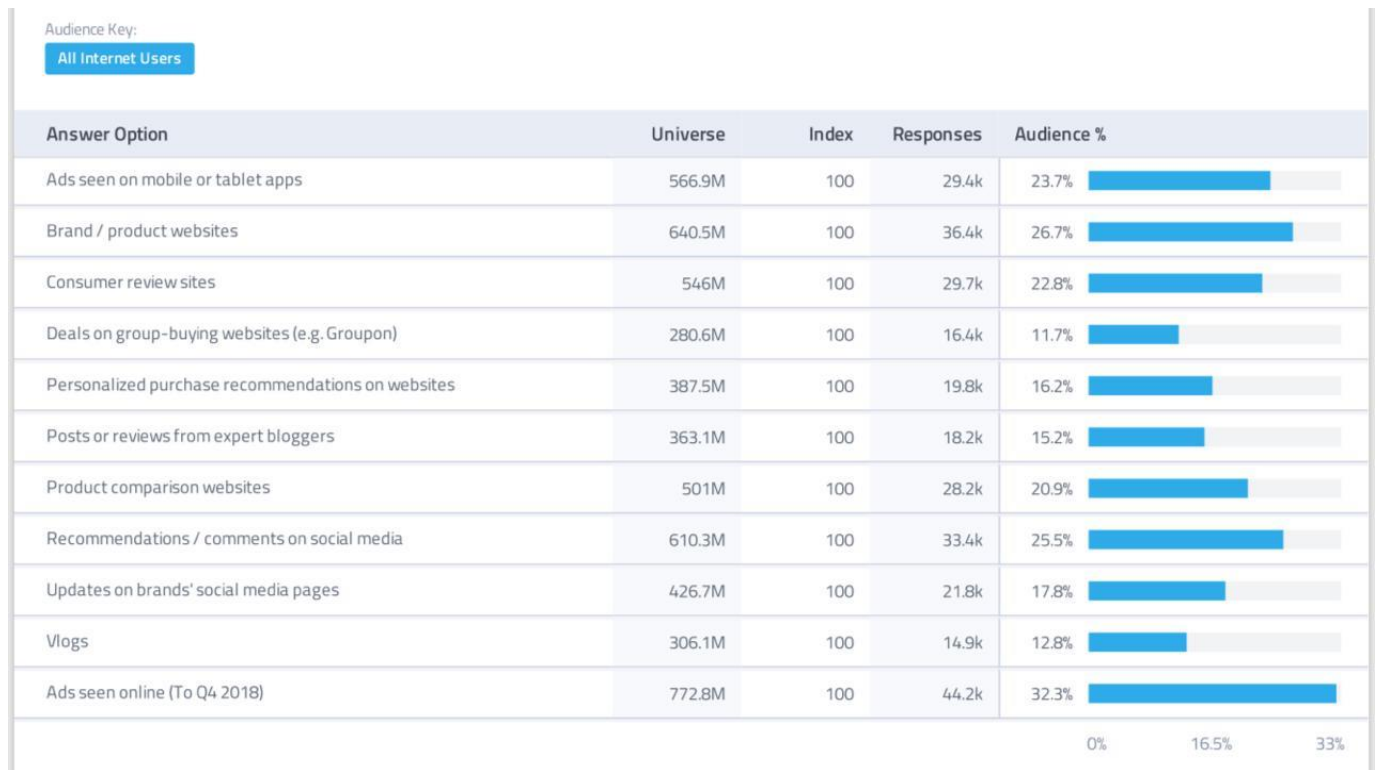 Audience Key:
All Internet Users
Answer Option Universe Index Responses Audience %
Ads seen on mobile or tablet apps 566.9M 100 29.4k 23.7%
Brand / product websites 640.5M 100 36.4k 26.7%
Consumer review sites 546M 100 29.7k 22.8%
Deals on group-buying websites (e.g. Groupon) 280.6M 100 16.4k 11.7%
Personalized purchase recommendations on websites 387.5M 100 19.8k 16.2%
Posts or reviews from expert bloggers 363.1M 100 18.2k 15.2%
Product comparison websites 501M 100 28.2k 20.9%
Recommendations / comments on social media 610.3M 100 33.4k 25.5%
Updates on brands' social media pages 426.7M 100 21.8k 17.8%
Vlogs 306.1M 100 14.9k 12.8%
Ads seen online (To Q4 2018) 772.8M 100 44.2k 32.3%
0% 16.5% 33%